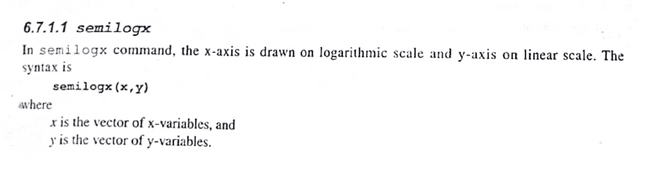 6.7.1.1 semilogx
In semilogx command, the x-axis is drawn on logarithmic scale and y-axis on linear scale. The
syntax is
semilogx(x,y)
where
x is the vector of x-variables, and
y is the vector of y-variables.